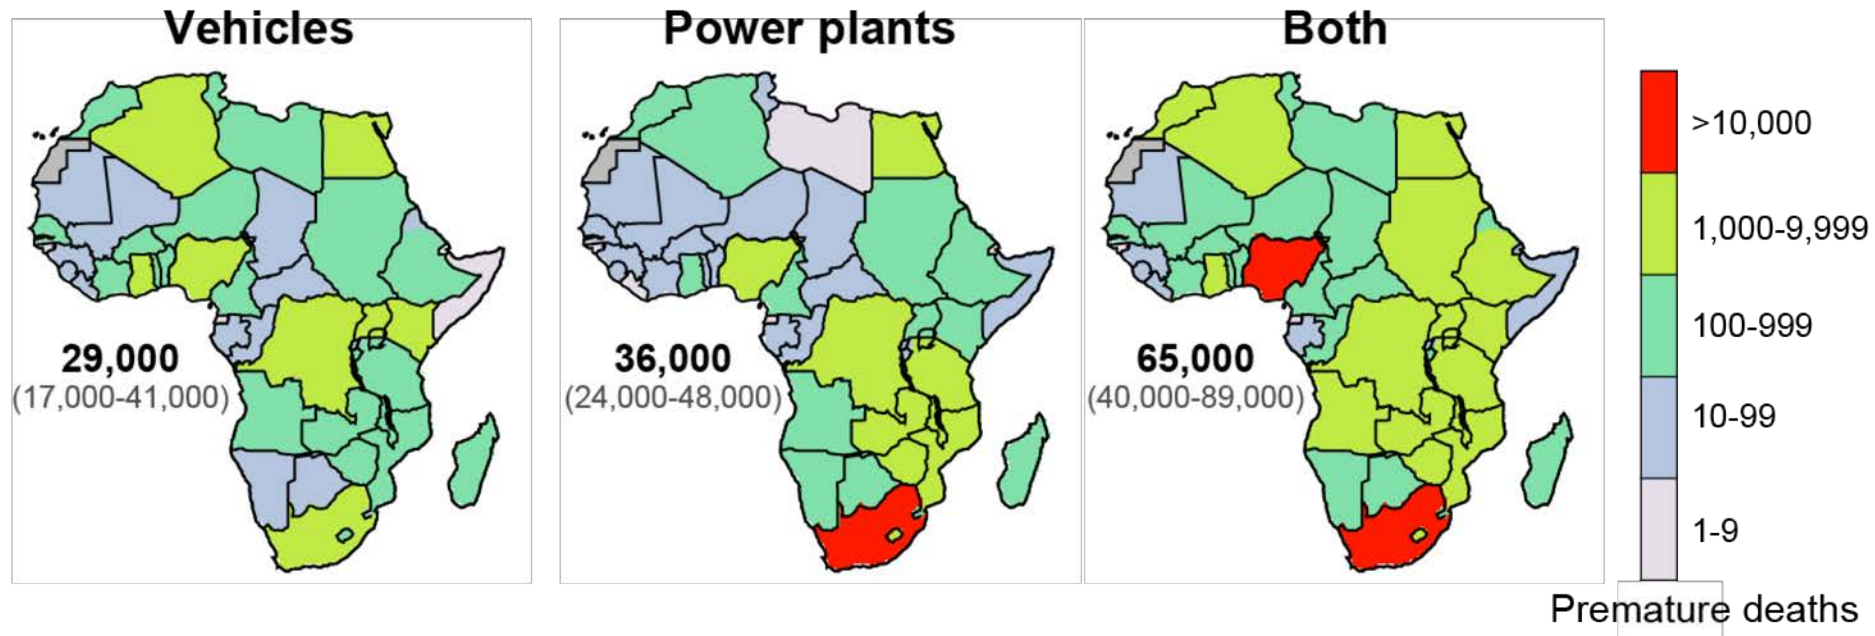 Vehicles
Power plants
Both
29,000
(17,000-41,000)
36,000
(24,000-48,000)
65,000
(40,000-89,000)
>10,000
1,000-9,999
100-999
10-99
1-9
Premature deaths